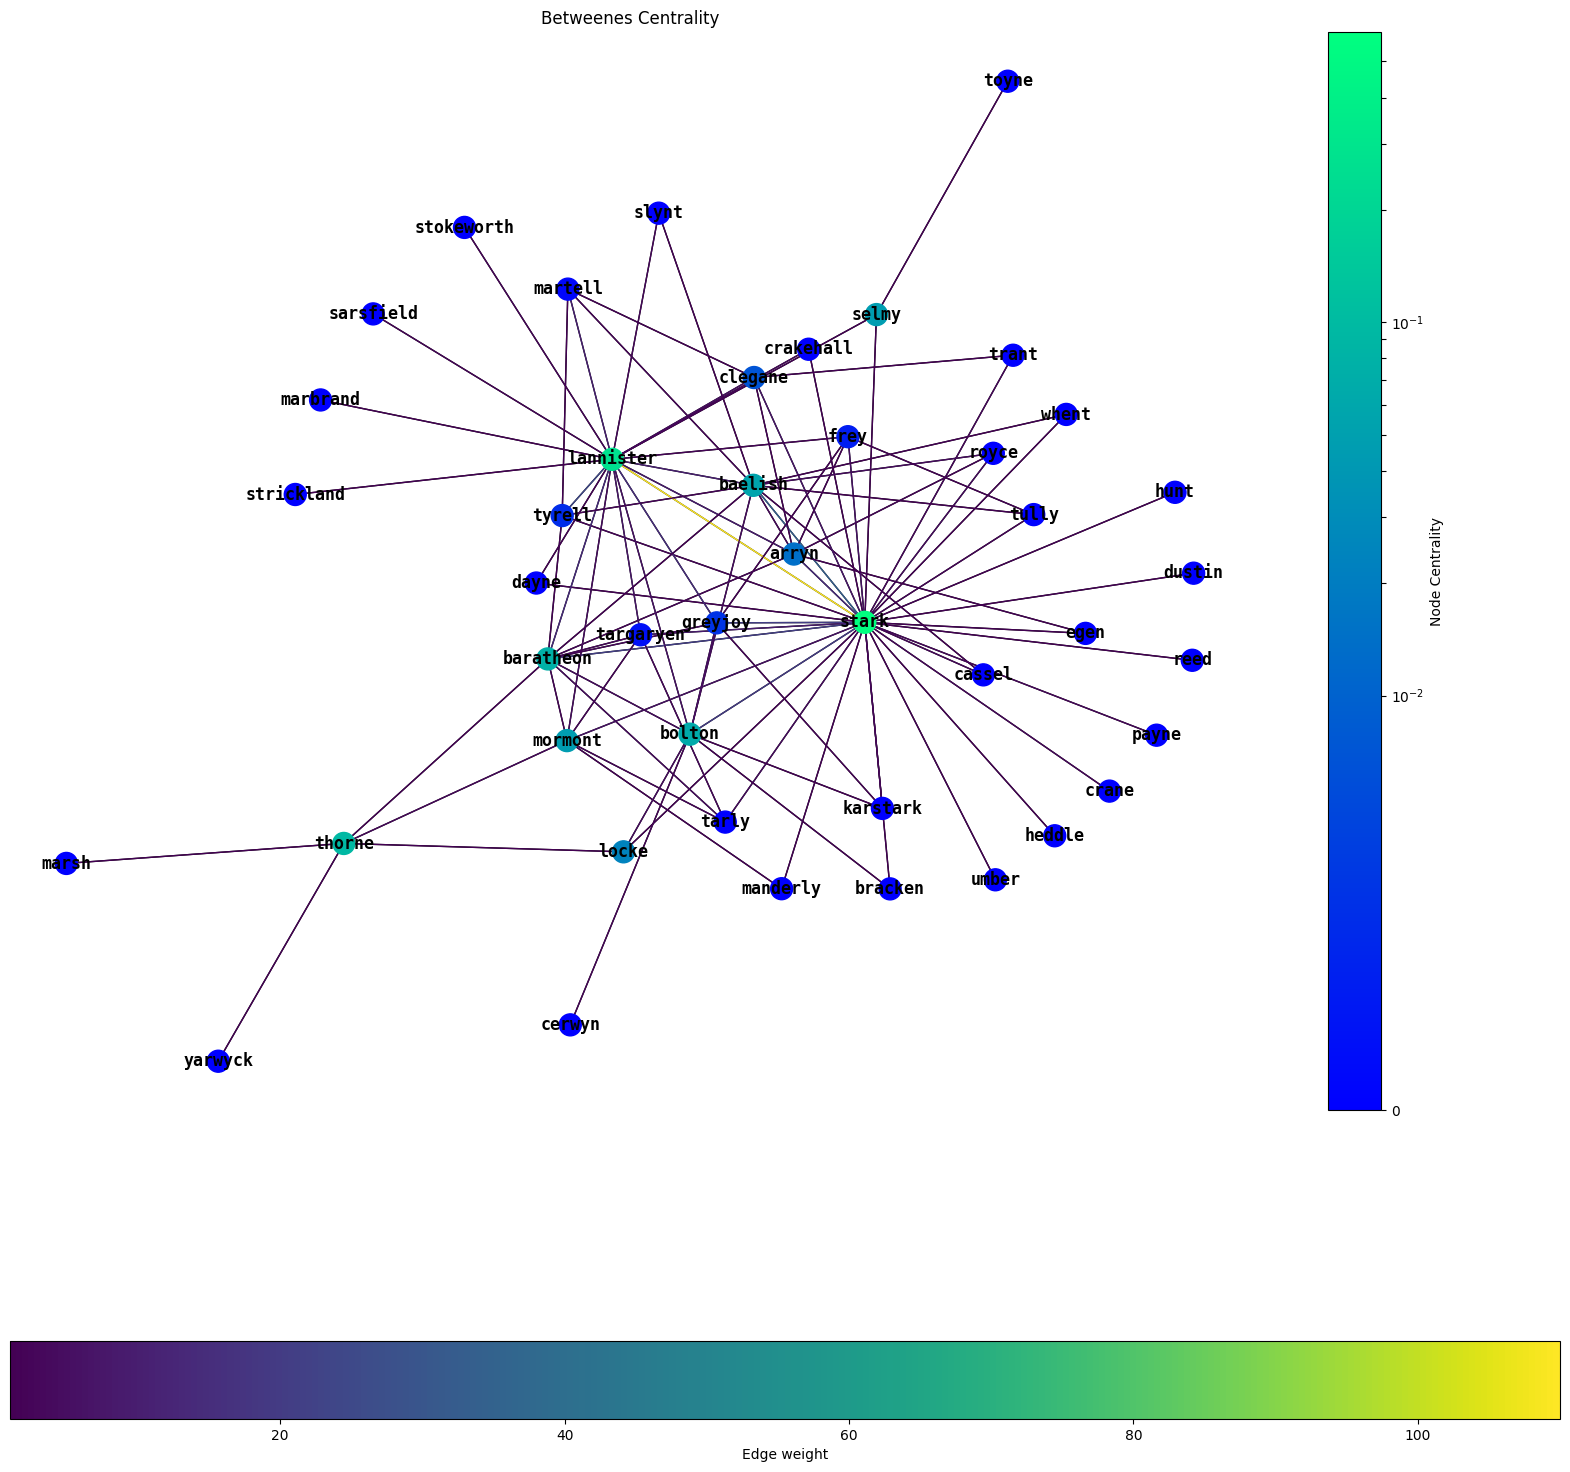 Betweenes Centrality
toyne
slynt
stokeworth
martell
sarsfield
selmy
crakehall
trant
clegane
marbrand
whent
frey
royce
lannister
baelish
strickland
hunt
tyrell
tully
arryn
dustin
dayne
greyjoy
stark
targaryen
egen
baratheon
reed
cassel
bolton
payne
mormont
crane
karstark
tarly
heddle
thorne
locke
marsh
umber
manderly
bracken
cerwyn
yarwyck
10⁻¹
10⁻²
0
Node Centrality
20 40 60 80 100
Edge weight